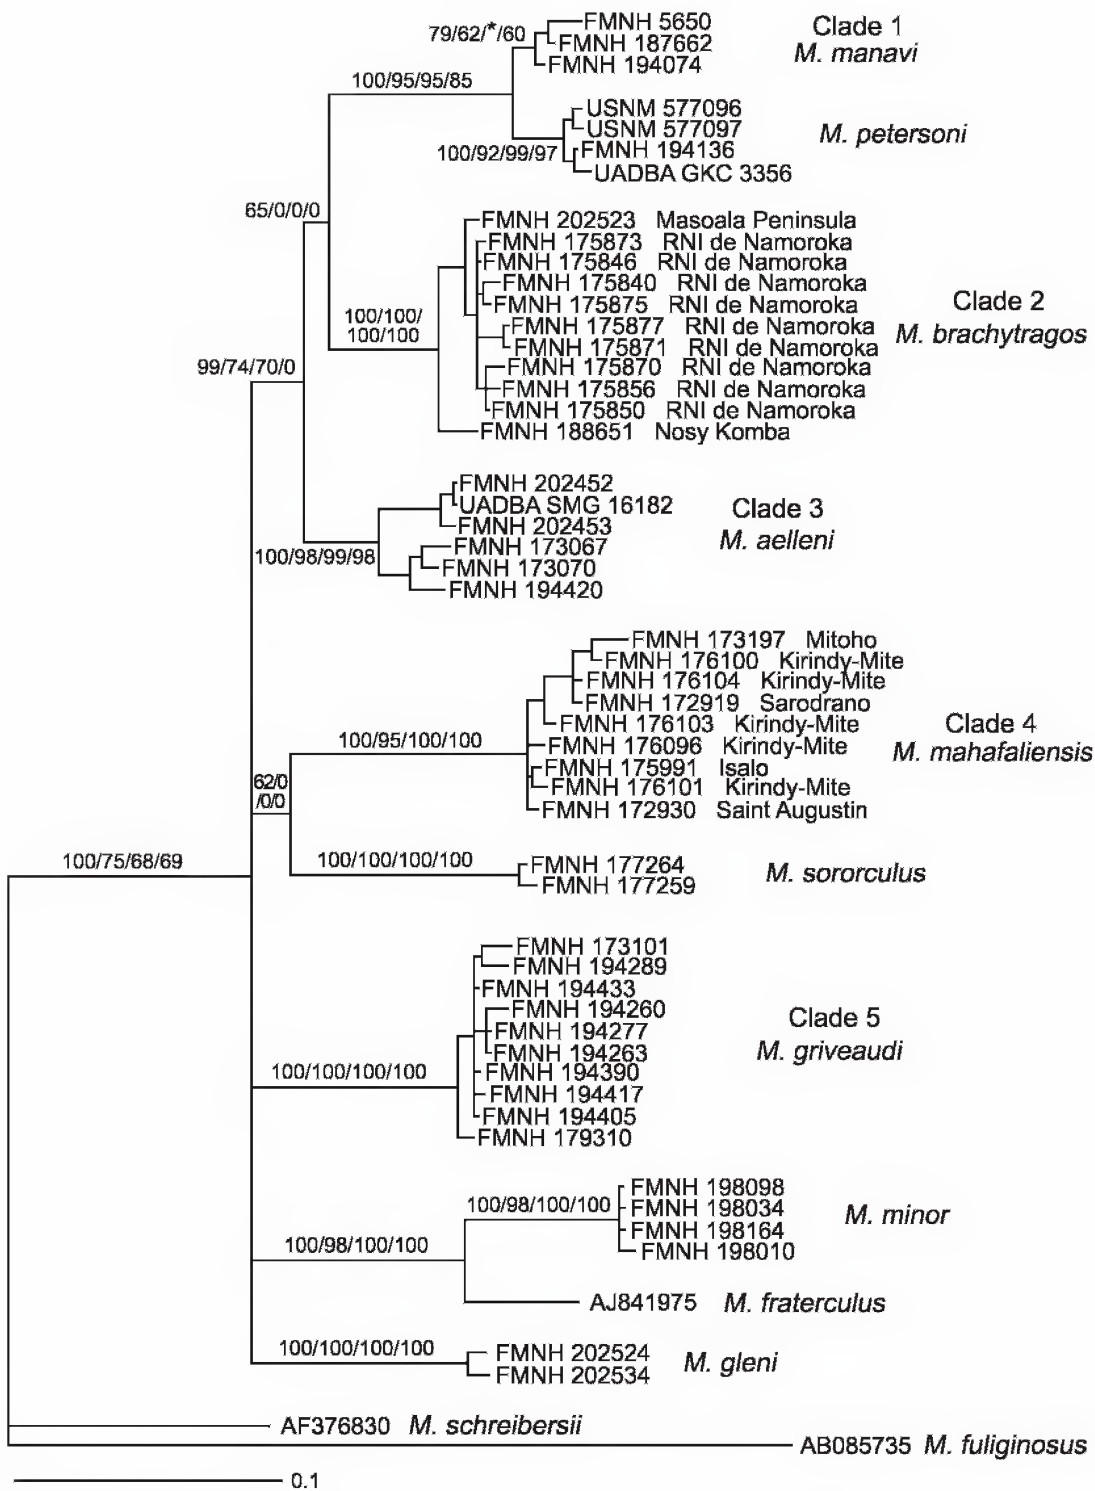 79/62/*/60
FMNH 5650
FMNH 187662
FMNH 194074
Clade 1
M. manavi
100/95/95/85
USNM 577096
USNM 577097
FMNH 194136
UADBA GKC 3356
M. petersoni
100/92/99/97
65/0/0/0
FMNH 202523 Masoala Peninsula
FMNH 175873 RNI de Namoroka
FMNH 175846 RNI de Namoroka
FMNH 175840 RNI de Namoroka
FMNH 175875 RNI de Namoroka
FMNH 175877 RNI de Namoroka
FMNH 175871 RNI de Namoroka
FMNH 175870 RNI de Namoroka
FMNH 175856 RNI de Namoroka
FMNH 175850 RNI de Namoroka
FMNH 188651 Nosy Komba
Clade 2
M. brachytragos
100/100/
100/100
99/74/70/0
FMNH 202452
UADBA SMG 16182
FMNH 202453
FMNH 173067
FMNH 173070
FMNH 194420
Clade 3
M. aelleni
100/98/99/98
FMNH 173197 Mitoho
FMNH 176100 Kirindy-Mite
FMNH 176104 Kirindy-Mite
FMNH 172919 Sarodrano
FMNH 176103 Kirindy-Mite
FMNH 176096 Kirindy-Mite
FMNH 175991 Isalo
FMNH 176101 Kirindy-Mite
FMNH 172930 Saint Augustin
Clade 4
M. mahafaliensis
100/95/100/100
62/0
/0/0
100/75/68/69
100/100/100/100
FMNH 177264
FMNH 177259
M. sororculus
FMNH 173101
FMNH 194289
FMNH 194433
FMNH 194260
FMNH 194277
FMNH 194263
FMNH 194390
FMNH 194417
FMNH 194405
FMNH 179310
Clade 5
M. griveaudi
100/100/100/100
100/98/100/100
FMNH 198098
FMNH 198034
FMNH 198164
FMNH 198010
M. minor
100/98/100/100
AJ841975 M. fraterculus
100/100/100/100
FMNH 202524
FMNH 202534
M. gleni
AF376830 M. schreibersii
AB085735 M. fuliginosus
0.1